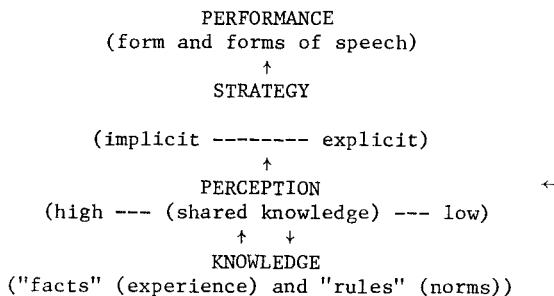 PERFORMANCE
(form and forms of speech)
↑
STRATEGY
(implicit -------- explicit)
↑
PERCEPTION ←
(high --- (shared knowledge) --- low)
↑ ↓
KNOWLEDGE
("facts" (experience) and "rules" (norms))